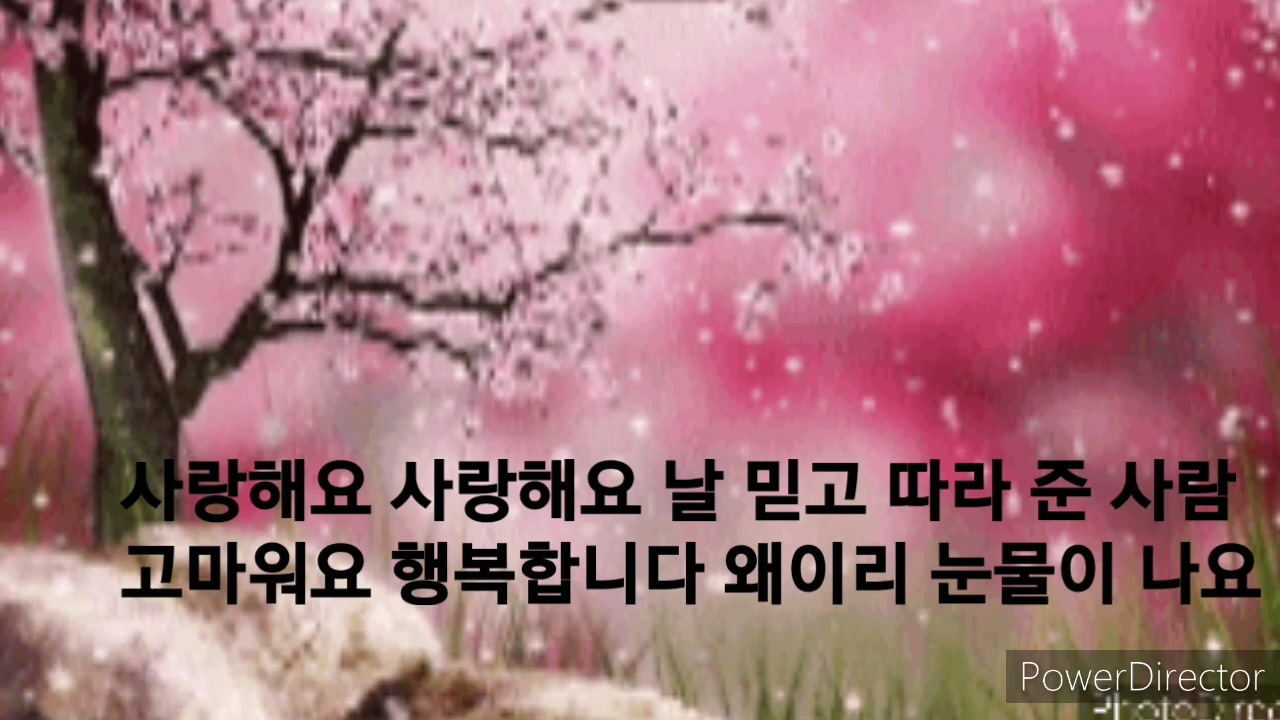 사랑해요 사랑해요 날 믿고 따라 준 사람
고마워요 행복합니다 왜이리 눈물이 나요
PowerDirector